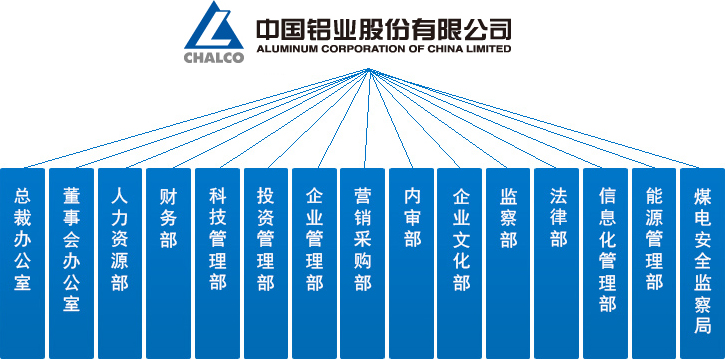 CHALCO
中国铝业股份有限公司
ALUMINUM CORPORATION OF CHINA LIMITED
总裁办公室
董事会办公室
人力资源部
财务部
科技管理部
投资管理部
企业管理部
营销采购部
内审部
企业文化部
监察部
法律部
信息化管理部
能源管理部
煤电安全监察局